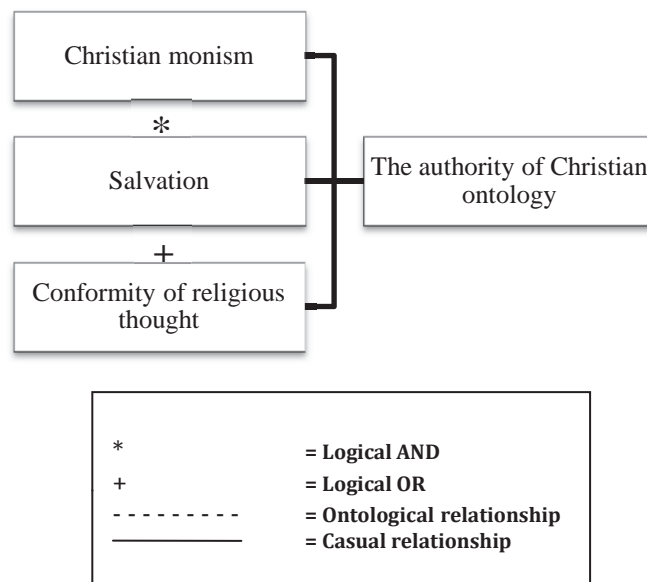 Christian monism
*
Salvation
+
Conformity of religious
thought
The authority of Christian
ontology
* = Logical AND
+ = Logical OR
- - - - - - - - - = Ontological relationship
= Casual relationship